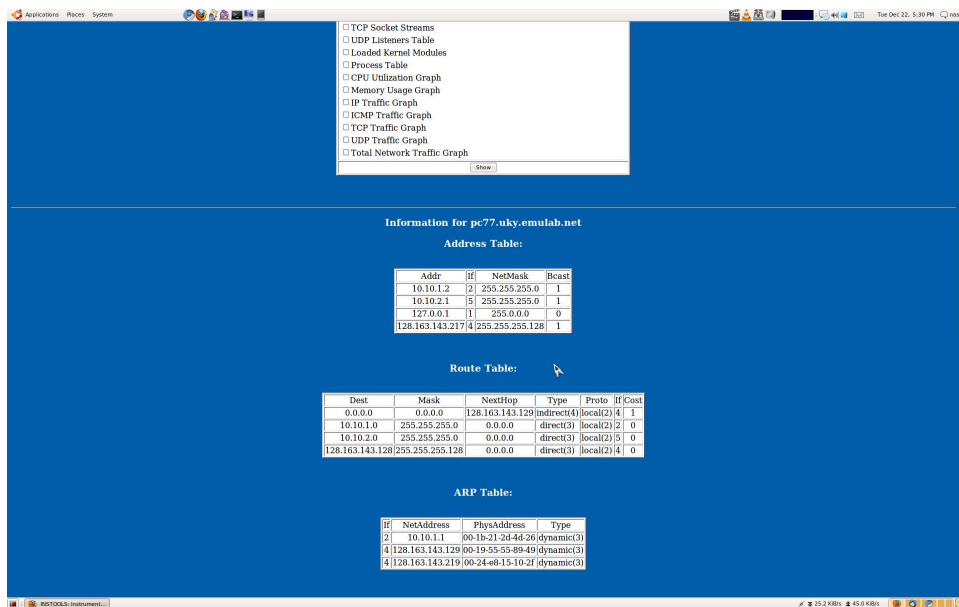 Applications Places System
Tue Dec 22, 5:30 PM nas
TCP Socket Streams
UDP Listeners Table
Loaded Kernel Modules
Process Table
CPU Utilization Graph
Memory Usage Graph
IP Traffic Graph
ICMP Traffic Graph
TCP Traffic Graph
UDP Traffic Graph
Total Network Traffic Graph
Show
Information for pc77.uky.emulab.net
Address Table:
Addr If NetMask Bcast
10.10.1.2 2 255.255.255.0 1
10.10.2.1 5 255.255.255.0 1
127.0.0.1 1 255.0.0.0 0
128.163.143.217 4 255.255.255.128 1
Route Table:
Dest Mask NextHop Type Proto If Cost
0.0.0.0 0.0.0.0 128.163.143.129 indirect(4) local(2) 4 1
10.10.1.0 255.255.255.0 0.0.0.0 direct(3) local(2) 2 0
10.10.2.0 255.255.255.0 0.0.0.0 direct(3) local(2) 5 0
128.163.143.128 255.255.255.128 0.0.0.0 direct(3) local(2) 4 0
ARP Table:
If NetAddress PhysAddress Type
2 10.10.1.1 00-1b-21-2d-4d-26 dynamic(3)
4 128.163.143.129 00-19-55-55-89-49 dynamic(3)
4 128.163.143.219 00-24-e8-15-10-2f dynamic(3)
INSTOOLS: Instrument...
25.2 KiB/s 45.0 KiB/s